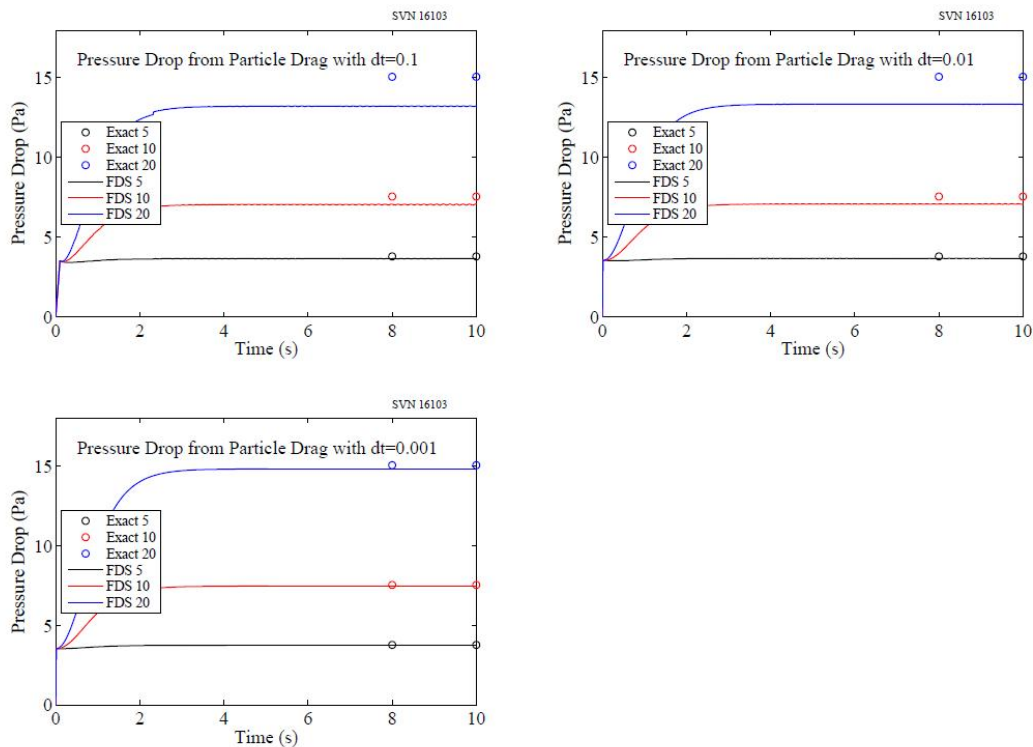 SVN 16103
Pressure Drop from Particle Drag with dt=0.1
Pressure Drop (Pa)
15
10
5
0
Exact 5
Exact 10
Exact 20
FDS 5
FDS 10
FDS 20
0 2 4 6 8 10
Time (s)
SVN 16103
Pressure Drop from Particle Drag with dt=0.01
Pressure Drop (Pa)
15
10
5
0
Exact 5
Exact 10
Exact 20
FDS 5
FDS 10
FDS 20
0 2 4 6 8 10
Time (s)
SVN 16103
Pressure Drop from Particle Drag with dt=0.001
Pressure Drop (Pa)
15
10
5
0
Exact 5
Exact 10
Exact 20
FDS 5
FDS 10
FDS 20
0 2 4 6 8 10
Time (s)